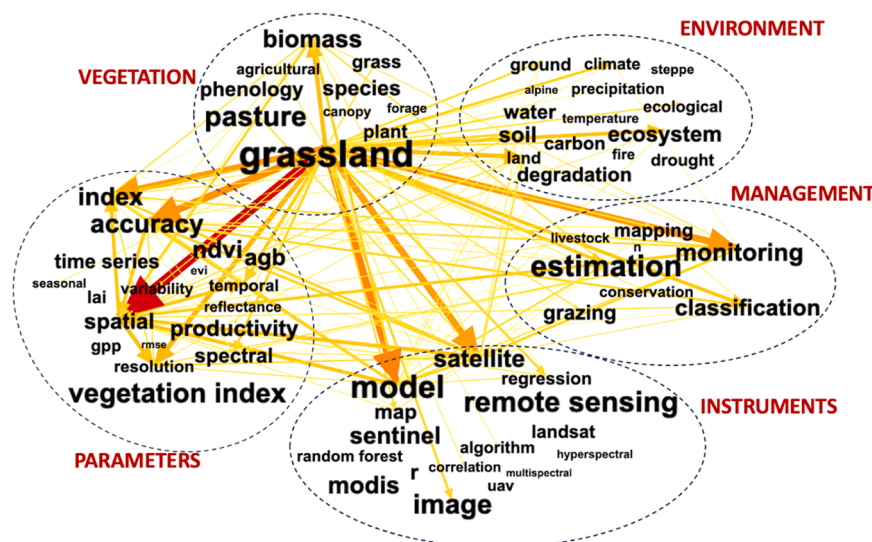 VEGETATION
biomass
agricultural
grass
phenology
species
canopy
forage
pasture
plant
grassland
ENVIRONMENT
ground
climate
steppe
alpine
precipitation
water
temperature
ecological
soil
carbon
ecosystem
land
fire
drought
degradation
MANAGEMENT
livestock
mapping
n
monitoring
estimation
conservation
grazing
classification
index
accuracy
ndvi
agb
time series
evi
seasonal
lai
variability
temporal
reflectance
spatial
productivity
gpp
rmse
spectral
resolution
vegetation index
PARAMETERS
satellite
model
regression
map
remote sensing
INSTRUMENTS
sentinel
landsat
algorithm
random forest
hyperspectral
correlation
r
multispectral
modis
uav
image